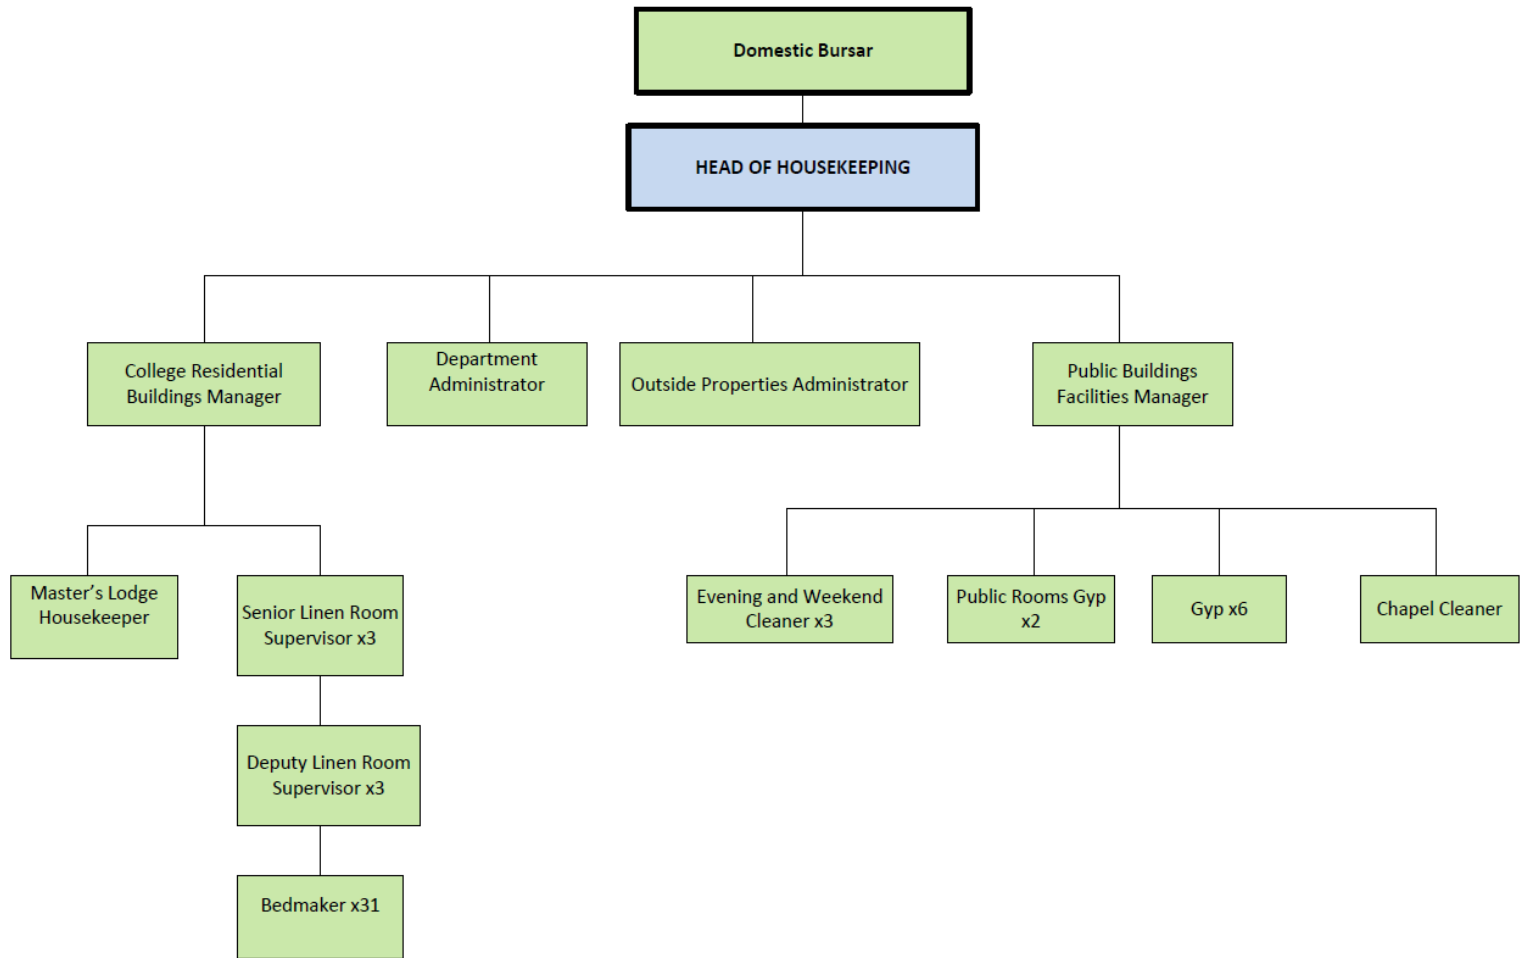 Domestic Bursar
HEAD OF HOUSEKEEPING
College Residential
Buildings Manager
Department
Administrator
Outside Properties Administrator
Public Buildings
Facilities Manager
Master’s Lodge
Housekeeper
Senior Linen Room
Supervisor x3
Evening and Weekend
Cleaner x3
Public Rooms Gyp
x2
Gyp x6
Chapel Cleaner
Deputy Linen Room
Supervisor x3
Bedmaker x31